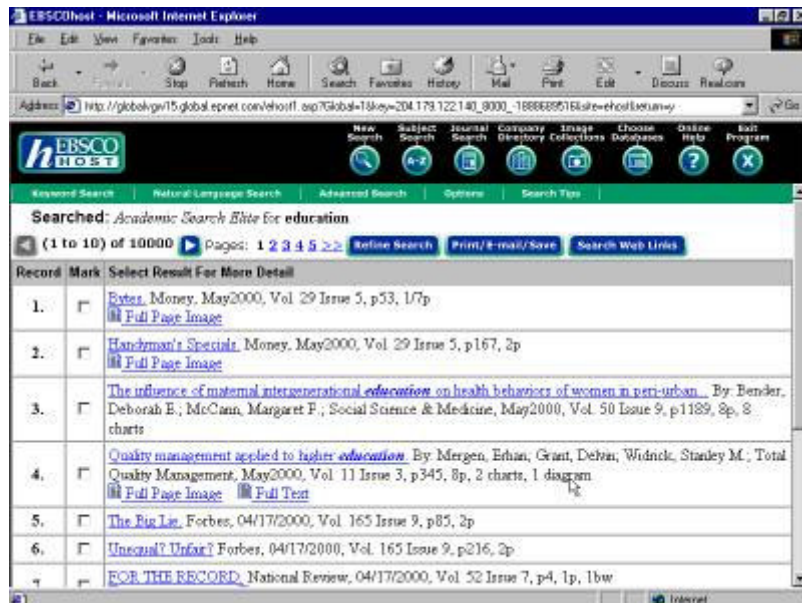 EBSCOhost - Microsoft Internet Explorer
File Edit View Favorites Tools Help
Back Stop Refresh Home Search Favorites History Mail Print Edit Discuss Real.com
Address http://globalvgw15.global.epnet.com/ehost1.asp? Go
EBSCO HOST
New Search Subject Search Journal Search Company Directory Image Collections Choose Databases Online Help Exit Program
A-Z ? X
Keyword Search Natural Language Search Advanced Search Options Search Tips
Searched: Academic Search Elite for education
(1 to 10) of 10000 Pages: 1 2 3 4 5 >> Refine Search Print/E-mail/Save Search Web Links
Record Mark Select Result For More Detail
1. Bytes. Money, May2000, Vol. 29 Issue 5, p53, 1/7p
Full Page Image
2. Handyman's Specials. Money, May2000, Vol. 29 Issue 5, p167, 2p
Full Page Image
The influence of maternal intergenerational education on health behaviors of women in peri-urban... By: Bender,
3. Deborah E.; McCann, Margaret F.; Social Science & Medicine, May2000, Vol. 50 Issue 9, p1189, 8p, 8
charts
Quality management applied to higher education. By: Mergen, Erhan; Grant, Delvin; Widrick, Stanley M.; Total
4. Quality Management, May2000, Vol. 11 Issue 3, p345, 8p, 2 charts, 1 diagram
Full Page Image Full Text
5. The Big Lie. Forbes, 04/17/2000, Vol. 165 Issue 9, p85, 2p
6. Unequal? Unfair? Forbes, 04/17/2000, Vol. 165 Issue 9, p216, 2p
FOR THE RECORD. National Review, 04/17/2000, Vol. 52 Issue 7, p4, 1p, 1bw
Internet